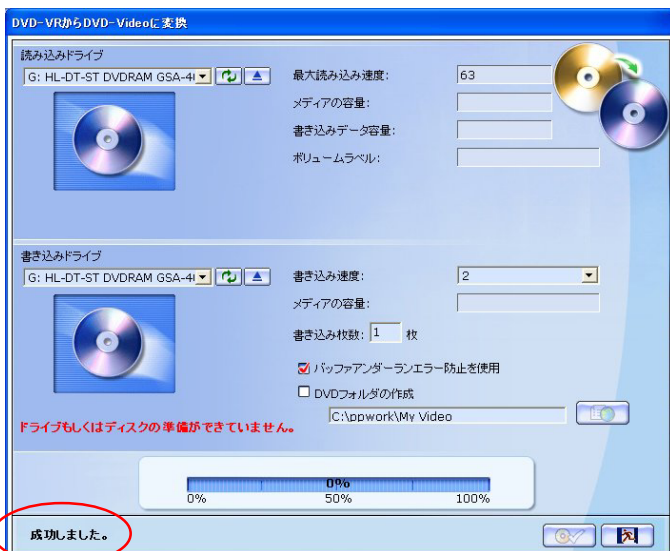 DVD-VRからDVD-Videoに変換
読み込みドライブ
G: HL-DT-ST DVDRAM GSA-4
最大読み込み速度:
63
メディアの容量:
書き込みデータ容量:
ボリュームラベル:
書き込みドライブ
G: HL-DT-ST DVDRAM GSA-4
書き込み速度:
2
メディアの容量:
書き込み枚数: 1 枚
バッファアンダーランエラー防止を使用
DVDフォルダの作成
C:\ppwork\My Video
ドライブもしくはディスクの準備ができていません。
0%
0% 50% 100%
成功しました。